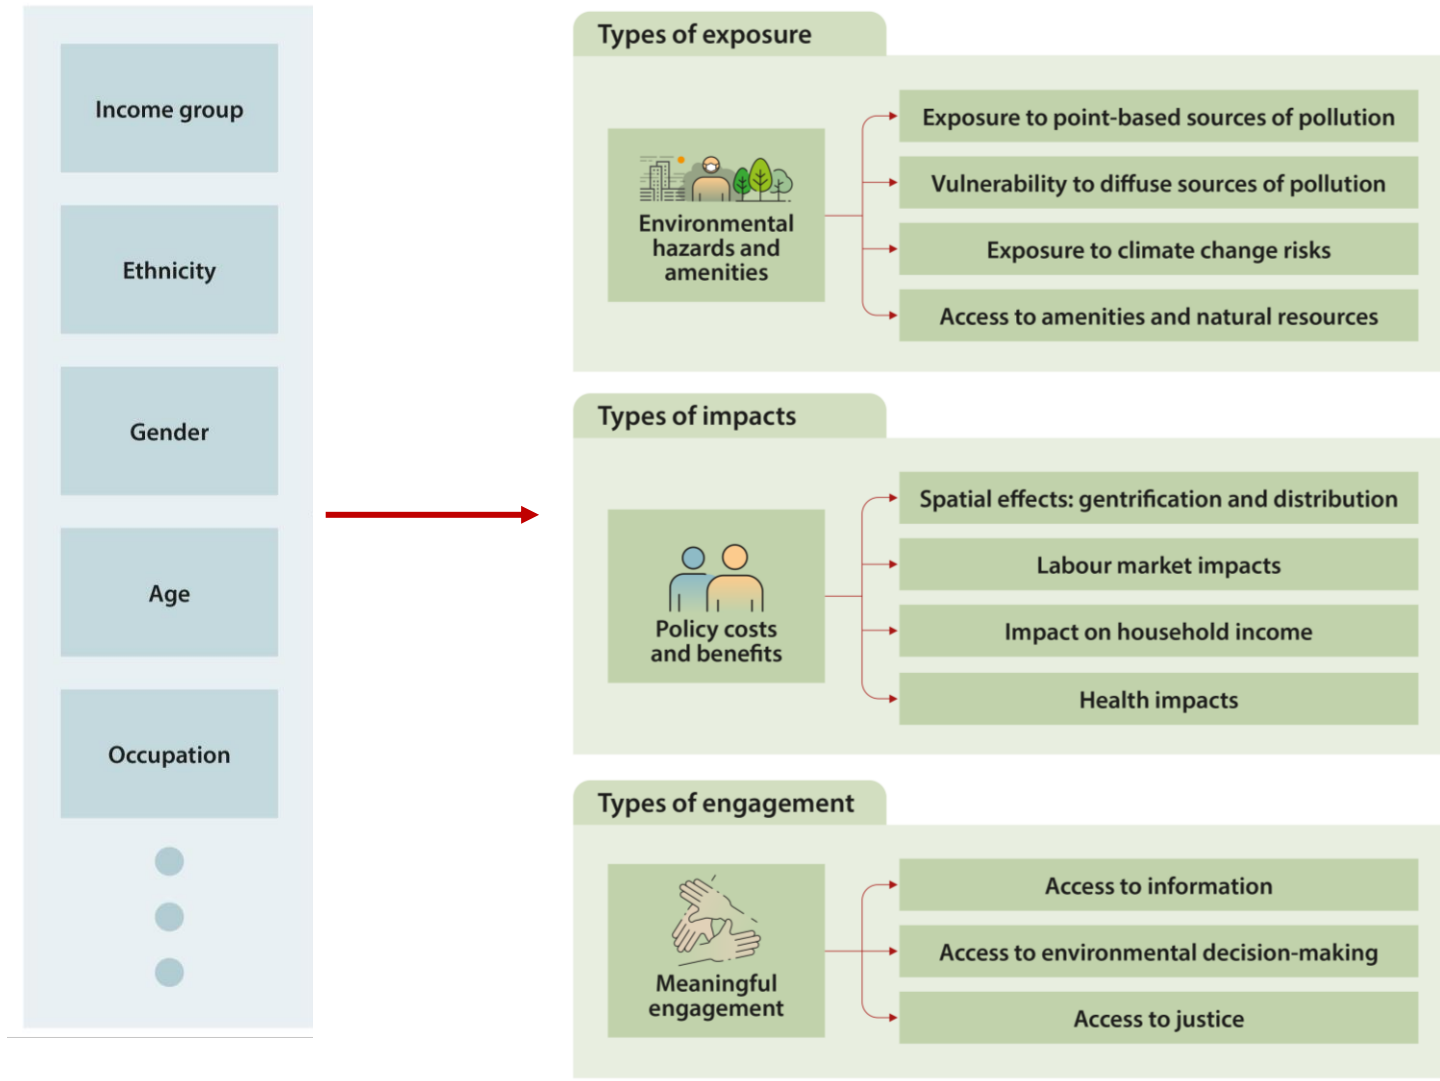 Income group
Ethnicity
Gender
Age
Occupation
Types of exposure
Environmental
hazards and
amenities
Exposure to point-based sources of pollution
Vulnerability to diffuse sources of pollution
Exposure to climate change risks
Access to amenities and natural resources
Types of impacts
Policy costs
and benefits
Spatial effects: gentrification and distribution
Labour market impacts
Impact on household income
Health impacts
Types of engagement
Meaningful
engagement
Access to information
Access to environmental decision-making
Access to justice